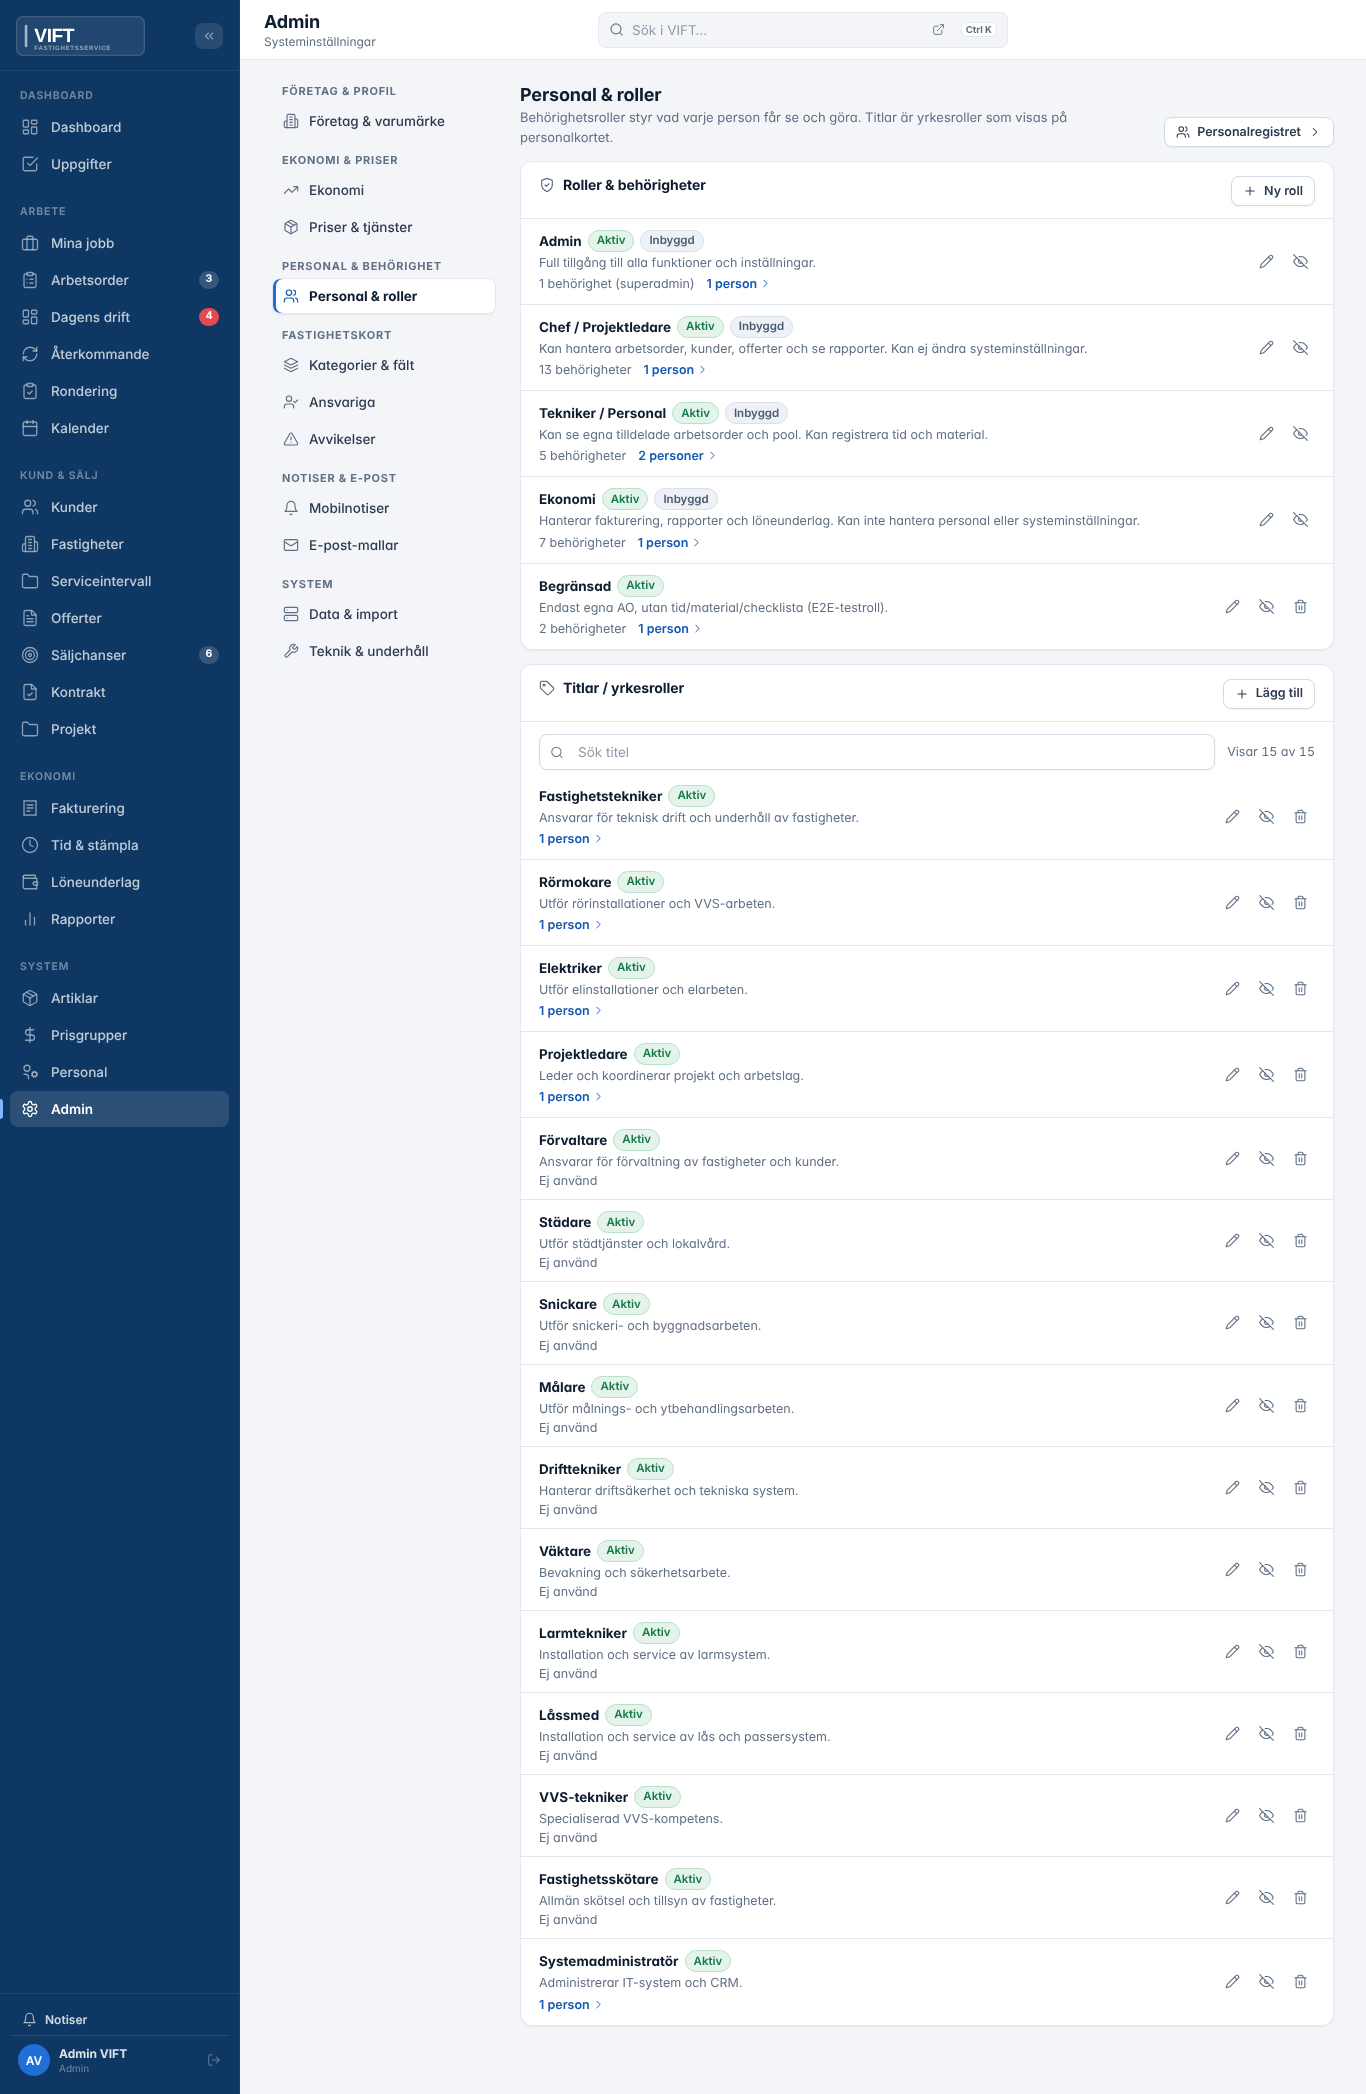 VIFT
FASTIGHETSSERVICE
DASHBOARD
Dashboard
Uppgifter
ARBETE
Mina jobb
Arbetsorder 3
Dagens drift 4
Återkommande
Rondering
Kalender
KUND & SÄLJ
Kunder
Fastigheter
Serviceintervall
Offerter
Säljchanser 6
Kontrakt
Projekt
EKONOMI
Fakturering
Tid & stämpla
Löneunderlag
Rapporter
SYSTEM
Artiklar
Prisgrupper
Personal
Admin
Notiser
AV
Admin VIFT
Admin
Admin
Systeminställningar
Sök i VIFT...
Ctrl K
FÖRETAG & PROFIL
Företag & varumärke
EKONOMI & PRISER
Ekonomi
Priser & tjänster
PERSONAL & BEHÖRIGHET
Personal & roller
FASTIGHETSKORT
Kategorier & fält
Ansvariga
Avvikelser
NOTISER & E-POST
Mobilnotiser
E-post-mallar
SYSTEM
Data & import
Teknik & underhåll
Personal & roller
Behörighetsroller styr vad varje person får se och göra. Titlar är yrkesroller som visas på
personalkortet.
Personalregistret
Roller & behörigheter
Ny roll
Admin Aktiv Inbyggd
Full tillgång till alla funktioner och inställningar.
1 behörighet (superadmin) 1 person
Chef / Projektledare Aktiv Inbyggd
Kan hantera arbetsorder, kunder, offerter och se rapporter. Kan ej ändra systeminställningar.
13 behörigheter 1 person
Tekniker / Personal Aktiv Inbyggd
Kan se egna tilldelade arbetsorder och pool. Kan registrera tid och material.
5 behörigheter 2 personer
Ekonomi Aktiv Inbyggd
Hanterar fakturering, rapporter och löneunderlag. Kan inte hantera personal eller systeminställningar.
7 behörigheter 1 person
Begränsad Aktiv
Endast egna AO, utan tid/material/checklista (E2E-testroll).
2 behörigheter 1 person
Titlar / yrkesroller
Lägg till
Sök titel
Visar 15 av 15
Fastighetstekniker Aktiv
Ansvarar för teknisk drift och underhåll av fastigheter.
1 person
Rörmokare Aktiv
Utför rörinstallationer och VVS-arbeten.
1 person
Elektriker Aktiv
Utför elinstallationer och elarbeten.
1 person
Projektledare Aktiv
Leder och koordinerar projekt och arbetslag.
1 person
Förvaltare Aktiv
Ansvarar för förvaltning av fastigheter och kunder.
Ej använd
Städare Aktiv
Utför städtjänster och lokalvård.
Ej använd
Snickare Aktiv
Utför snickeri- och byggnadsarbeten.
Ej använd
Målare Aktiv
Utför målnings- och ytbehandlingsarbeten.
Ej använd
Drifttekniker Aktiv
Hanterar driftsäkerhet och tekniska system.
Ej använd
Väktare Aktiv
Bevakning och säkerhetsarbete.
Ej använd
Larmtekniker Aktiv
Installation och service av larmsystem.
Ej använd
Låssmed Aktiv
Installation och service av lås och passersystem.
Ej använd
VVS-tekniker Aktiv
Specialiserad VVS-kompetens.
Ej använd
Fastighetsskötare Aktiv
Allmän skötsel och tillsyn av fastigheter.
Ej använd
Systemadministratör Aktiv
Administrerar IT-system och CRM.
1 person